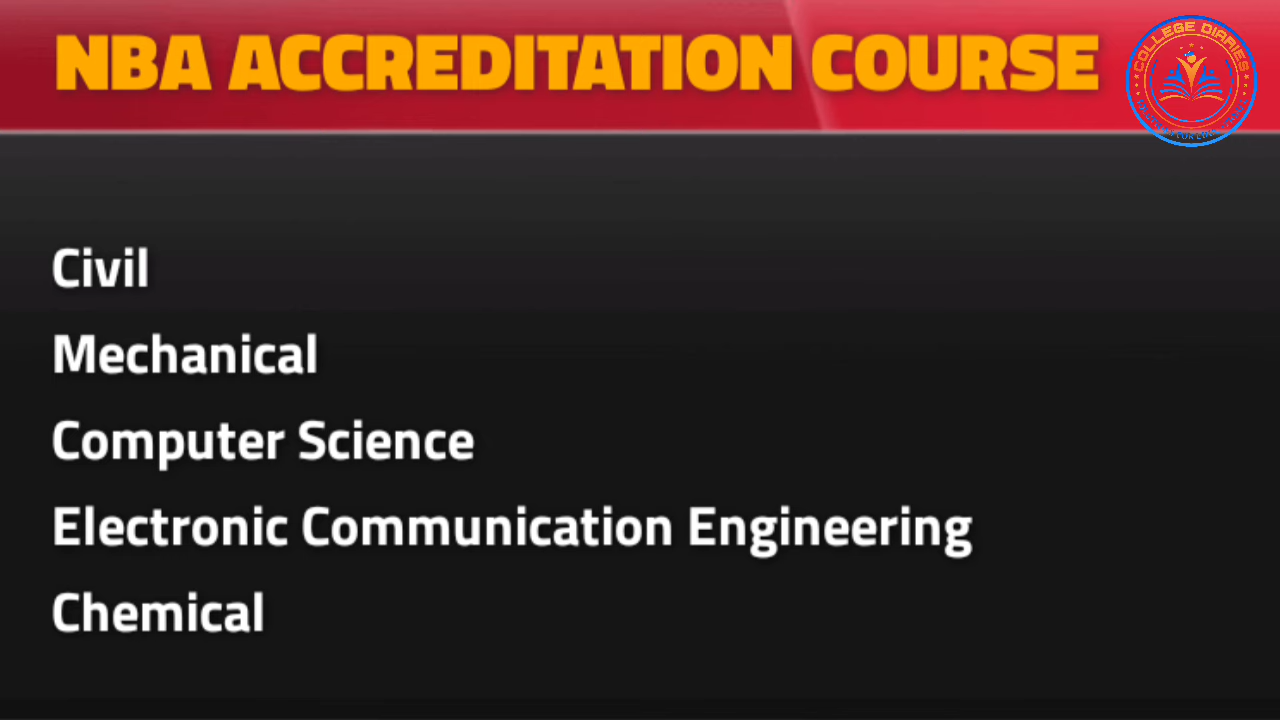 NBA ACCREDITATION COURSE
COLLEGE DIARIES
Civil
Mechanical
Computer Science
Electronic Communication Engineering
Chemical